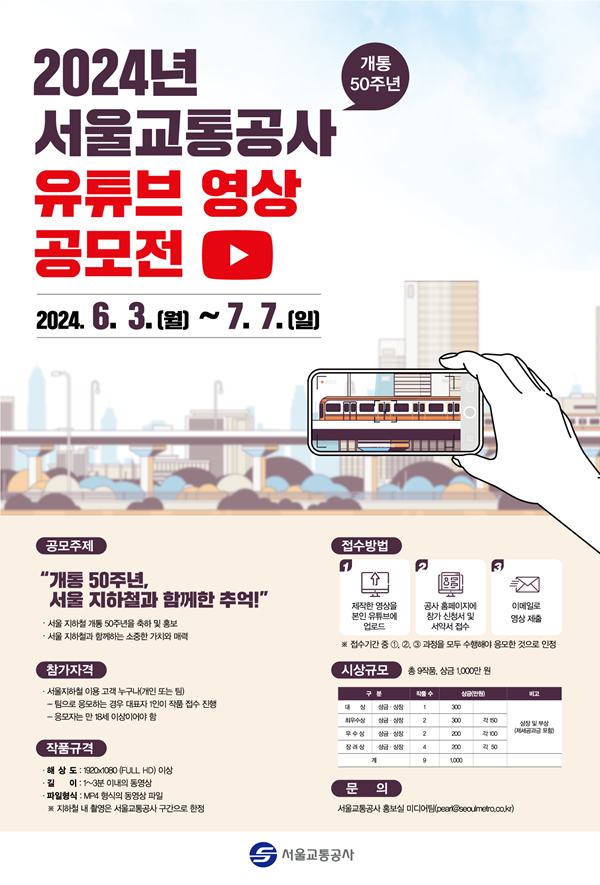 2024년
서울교통공사
유튜브 영상
공모전
개통
50주년
2024. 6. 3.(월) ~ 7. 7.(일)
공모주제
“개통 50주년,
서울 지하철과 함께한 추억!”
· 서울 지하철 개통 50주년을 축하 및 홍보
· 서울 지하철과 함께하는 소중한 가치와 매력
참가자격
· 서울지하철 이용 고객 누구나(개인 또는 팀)
– 팀으로 응모하는 경우 대표자 1인이 작품 접수 진행
– 응모자는 만 18세 이상이어야 함
작품규격
· 해 상 도 : 1920x1080 (FULL HD) 이상
· 길 이 : 1~3분 이내의 동영상
· 파일형식 : MP4 형식의 동영상 파일
※ 지하철 내 촬영은 서울교통공사 구간으로 한정
접수방법
1
제작한 영상을
본인 유튜브에
업로드
2
공사 홈페이지에
참가 신청서 및
서약서 접수
3
이메일로
영상 제출
※ 접수기간 중 ①, ②, ③ 과정을 모두 수행해야 응모한 것으로 인정
시상규모 총 9작품, 상금 1,000만 원
구 분 작품 수 상금(만원) 비고
대 상 상금 · 상장 1 300
최우수상 상금 · 상장 2 300 각 150
우 수 상 상금 · 상장 2 200 각 100
장 려 상 상금 · 상장 4 200 각 50
상장 및 부상
(제세공과금 포함)
계 9 1,000
문 의
서울교통공사 홍보실 미디어팀(pearl@seoulmetro.co.kr)
서울교통공사